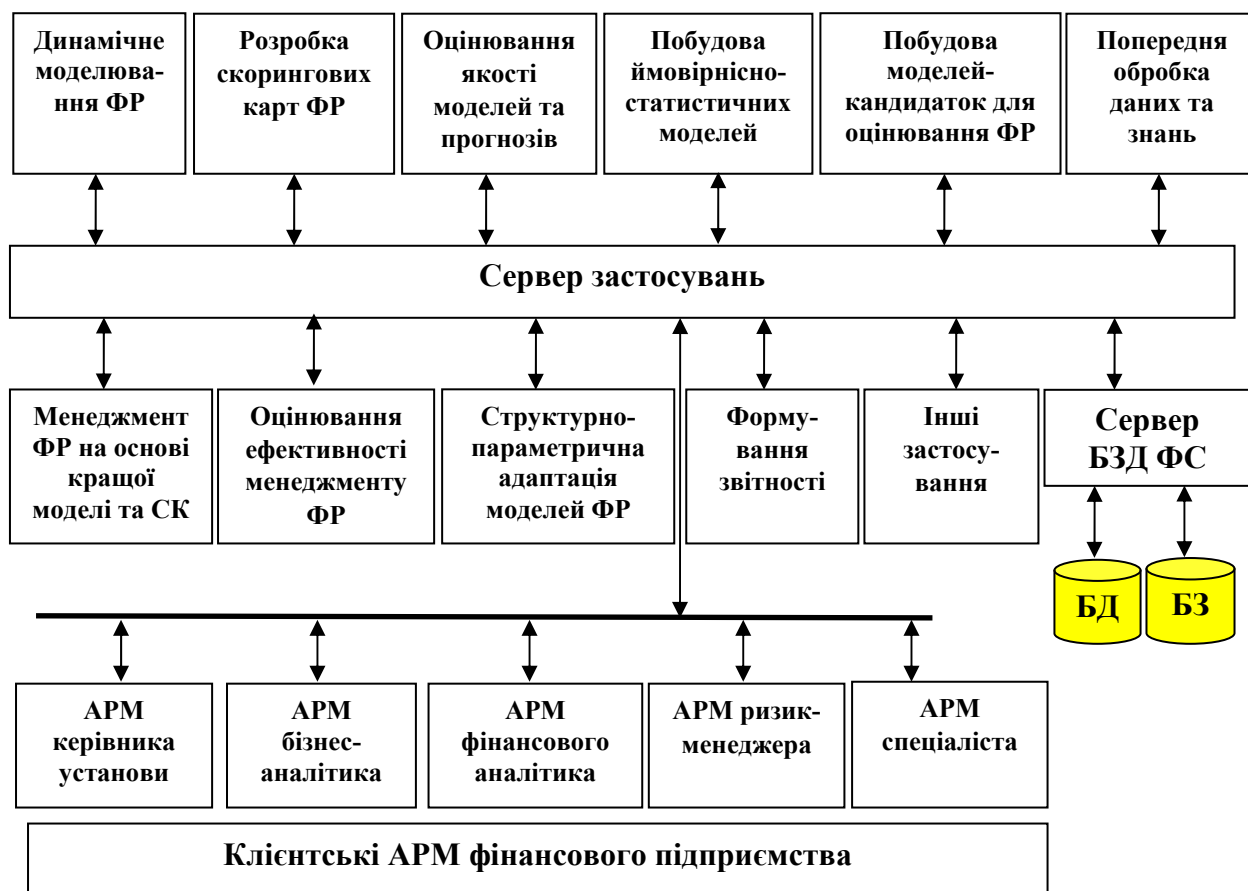 Динамічне
моделюва-
ння ФР
Розробка
скорингових
карт ФР
Оцінювання
якості
моделей та
прогнозів
Побудова
ймовірнісно-
статистичних
моделей
Побудова
моделей-
кандидаток для
оцінювання ФР
Попередня
обробка
даних та
знань
Сервер застосувань
Менеджмент
ФР на основі
кращої
моделі та СК
Оцінювання
ефективності
менеджменту
ФР
Структурно-
параметрична
адаптація
моделей ФР
Форму-
вання
звітності
Інші
застосу-
вання
Сервер
БЗД ФС
БД
БЗ
АРМ
керівника
установи
АРМ
бізнес-
аналітика
АРМ
фінансового
аналітика
АРМ ризик-
менеджера
АРМ
спеціаліста
Клієнтські АРМ фінансового підприємства